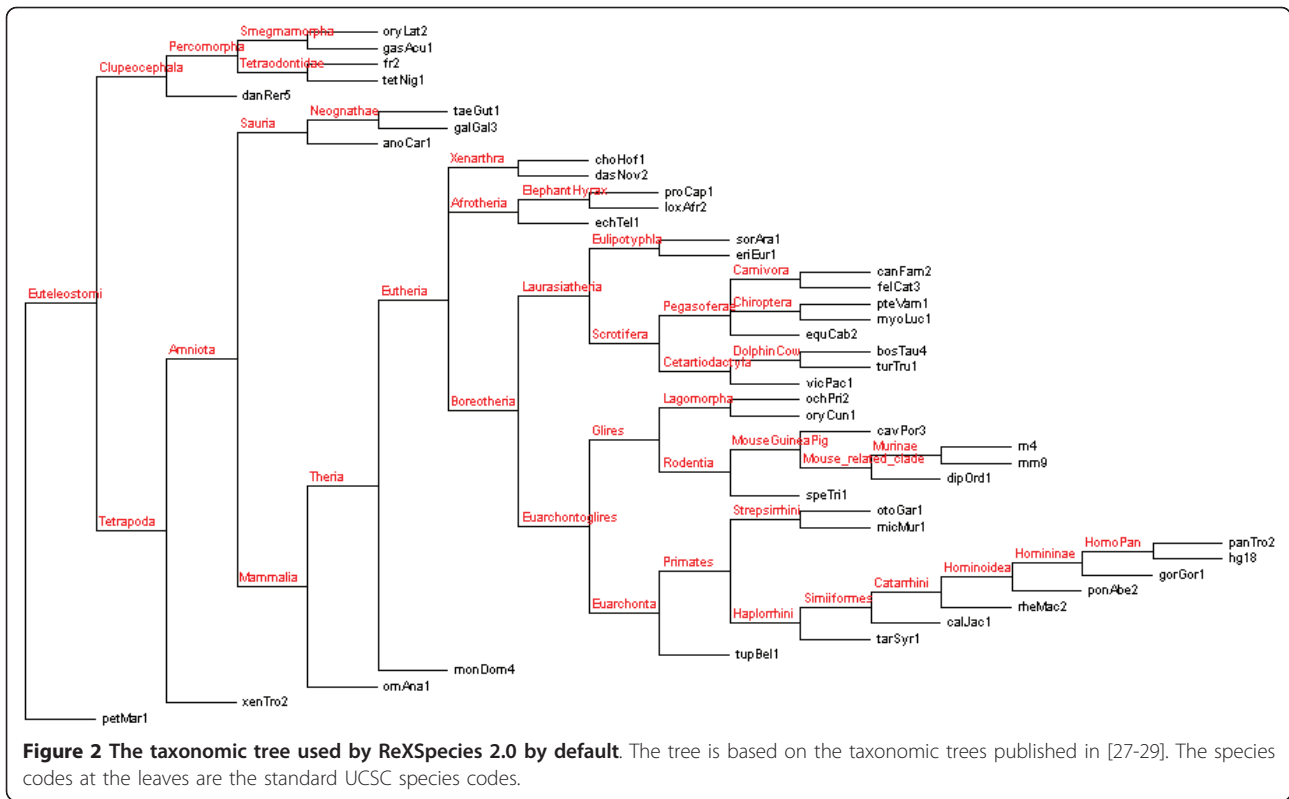 Smegmamorpha
oryLat2
Percomorpha
gasAcu1
Tetraodontidae
fr2
Clupeocephala
tetNig1
danRer5
Neognathae
taeGut1
Sauria
galGal3
anoCar1
Xenarthra
choHof1
dasNov2
ElephantHyrax
proCap1
Afrotheria
loxAfr2
echTel1
Eulipotyphla
sorAra1
eriEur1
Carnivora
canFam2
Eutheria
Laurasiatheria
felCat3
Euteleostomi
Pegasoferae
Chiroptera
pteVam1
myoLuc1
Scrotifera
equCab2
Amniota
DolphinCow
bosTau4
Cetartiodactyla
turTru1
vicPac1
Lagomorpha
ochPri2
Boreotheria
oryCun1
Glires
cavPor3
MouseGuineaPig
Murinae
rn4
Rodentia
Mouse_related_clade
mm9
Theria
dipOrd1
speTri1
Strepsirrhini
otoGar1
Tetrapoda
Euarchontoglires
micMur1
HomoPan
panTro2
Homininae
hg18
Primates
Hominoidea
gorGor1
Mammalia
Catarrhini
ponAbe2
Simiiformes
Euarchonta
rheMac2
Haplorrhini
calJac1
tarSyr1
tupBel1
monDom4
ornAna1
xenTro2
petMar1
Figure 2 The taxonomic tree used by ReXSpecies 2.0 by default. The tree is based on the taxonomic trees published in [27-29]. The species
codes at the leaves are the standard UCSC species codes.